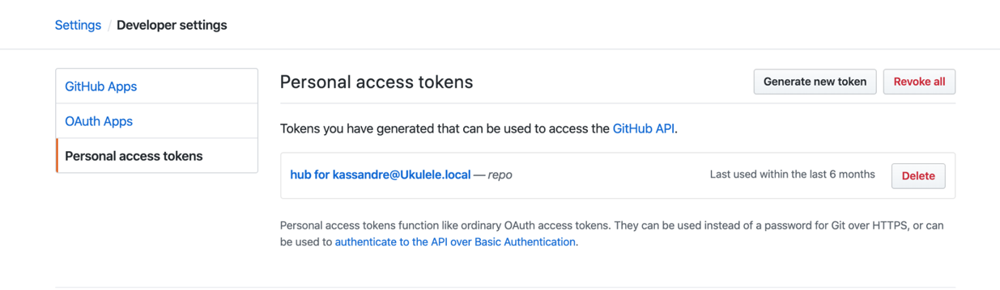 Settings / Developer settings
GitHub Apps
OAuth Apps
Personal access tokens
Personal access tokens
Generate new token
Revoke all
Tokens you have generated that can be used to access the GitHub API.
hub for kassandre@Ukulele.local — repo
Last used within the last 6 months
Delete
Personal access tokens function like ordinary OAuth access tokens. They can be used instead of a password for Git over HTTPS, or can
be used to authenticate to the API over Basic Authentication.